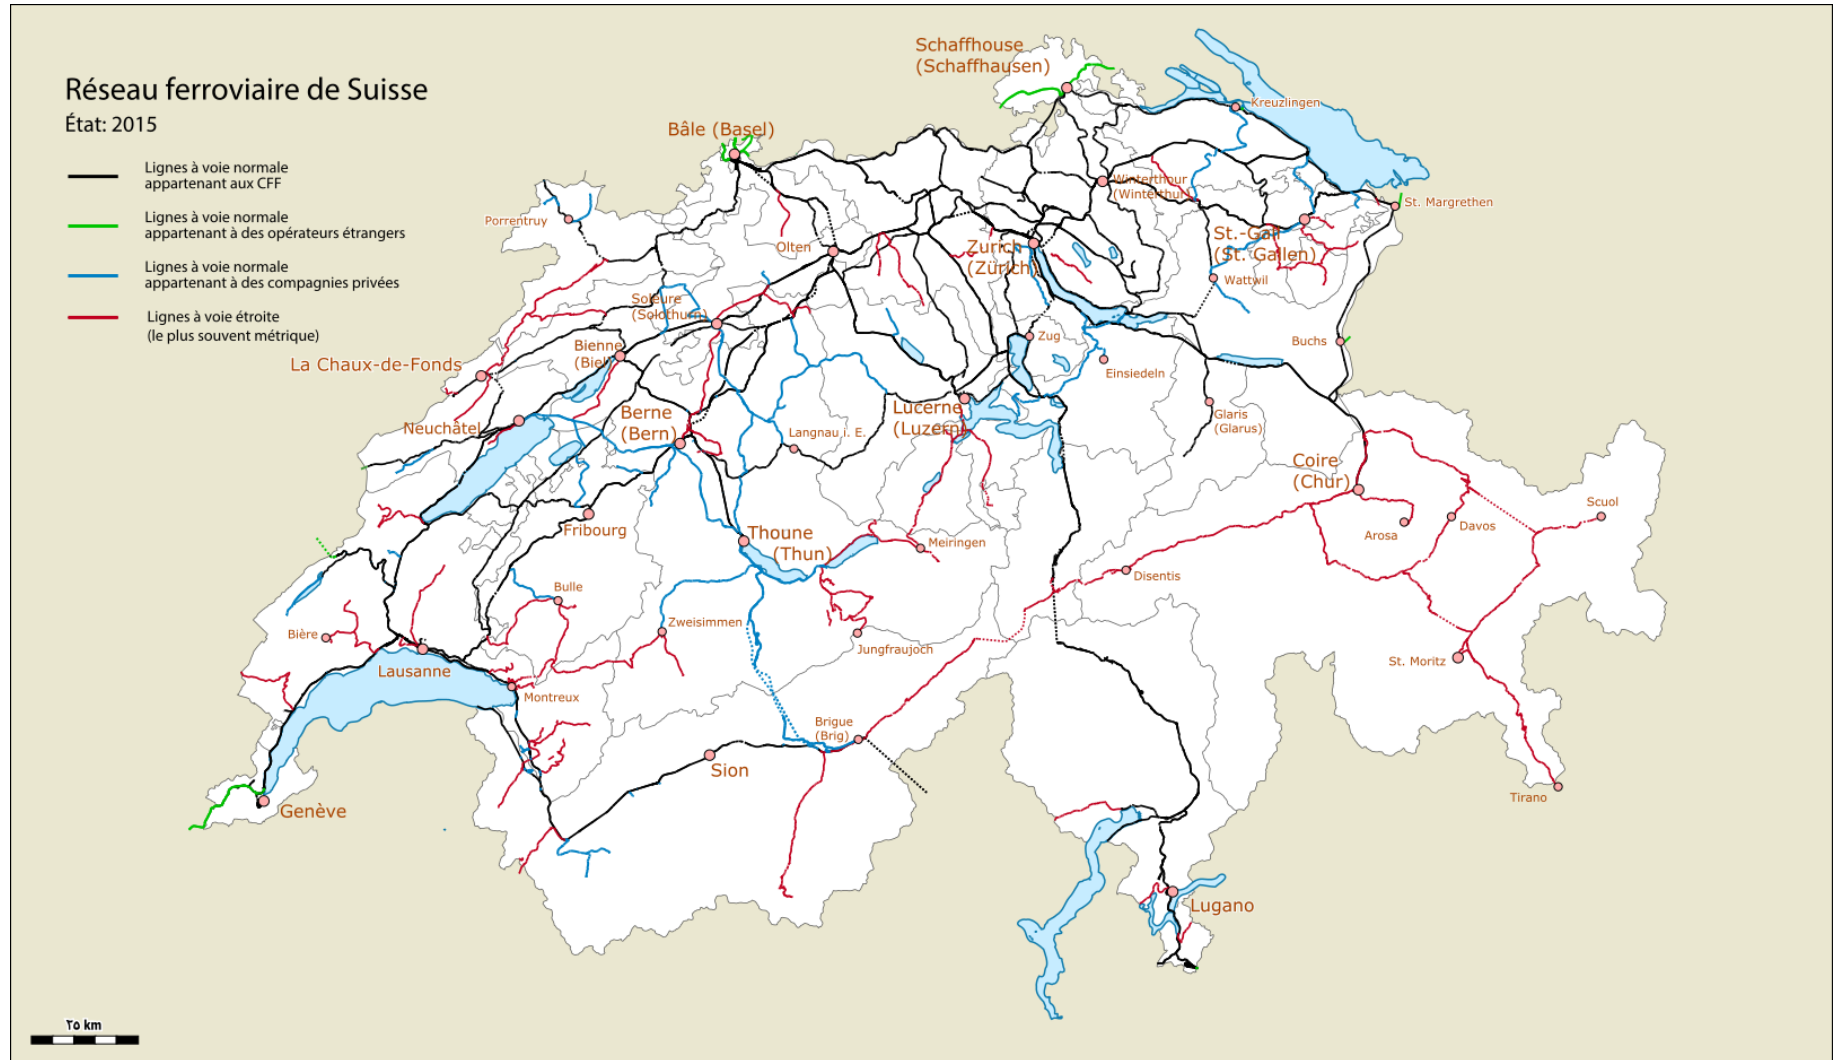 Réseau ferroviaire de Suisse
État: 2015
Lignes à voie normale
appartenant aux CFF
Lignes à voie normale
appartenant à des opérateurs étrangers
Lignes à voie normale
appartenant à des compagnies privées
Lignes à voie étroite
(le plus souvent métrique)
Schaffhouse
(Schaffhausen)
Kreuzlingen
Bâle (Basel)
Winterthour
(Winterthur)
St. Margrethen
Porrentruy
Olten
Zurich
(Zürich)
St.-Gall
(St. Gallen)
Wattwil
Soleure
(Solothurn)
Zug
Buchs
Bienne
(Biel)
La Chaux-de-Fonds
Einsiedeln
Berne
(Bern)
Lucerne
(Luzern)
Glaris
(Glarus)
Neuchâtel
Langnau i. E.
Coire
(Chur)
Scuol
Fribourg
Thoune
(Thun)
Meiringen
Arosa
Davos
Disentis
Bulle
Bière
Zweisimmen
Jungfraujoch
St. Moritz
Lausanne
Montreux
Brigue
(Brig)
Sion
Genève
Tirano
Lugano
٢٥ km